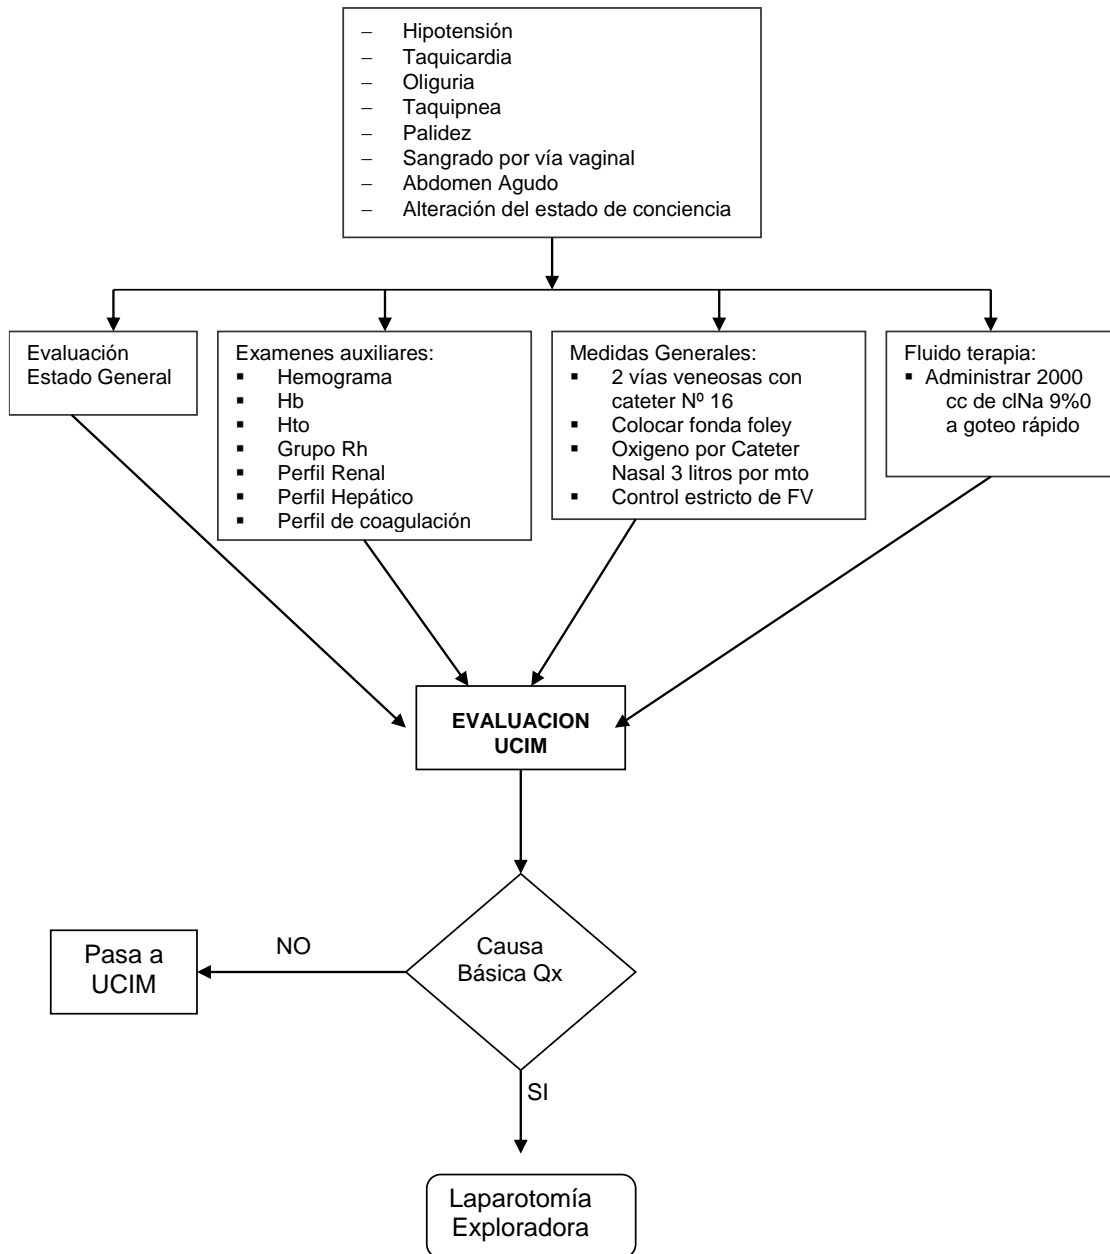 – Hipotensión
– Taquicardia
– Oliguria
– Taquipnea
– Palidez
– Sangrado por vía vaginal
– Abdomen Agudo
– Alteración del estado de conciencia
Evaluación
Estado General
Examenes auxiliares:
▪ Hemograma
▪ Hb
▪ Hto
▪ Grupo Rh
▪ Perfil Renal
▪ Perfil Hepático
▪ Perfil de coagulación
Medidas Generales:
▪ 2 vías veneosas con
cateter Nº 16
▪ Colocar fonda foley
▪ Oxigeno por Cateter
Nasal 3 litros por mto
▪ Control estricto de FV
Fluido terapia:
▪ Administrar 2000
cc de clNa 9%0
a goteo rápido
EVALUACION
UCIM
Causa
Básica Qx
NO
Pasa a
UCIM
SI
Laparotomía
Exploradora